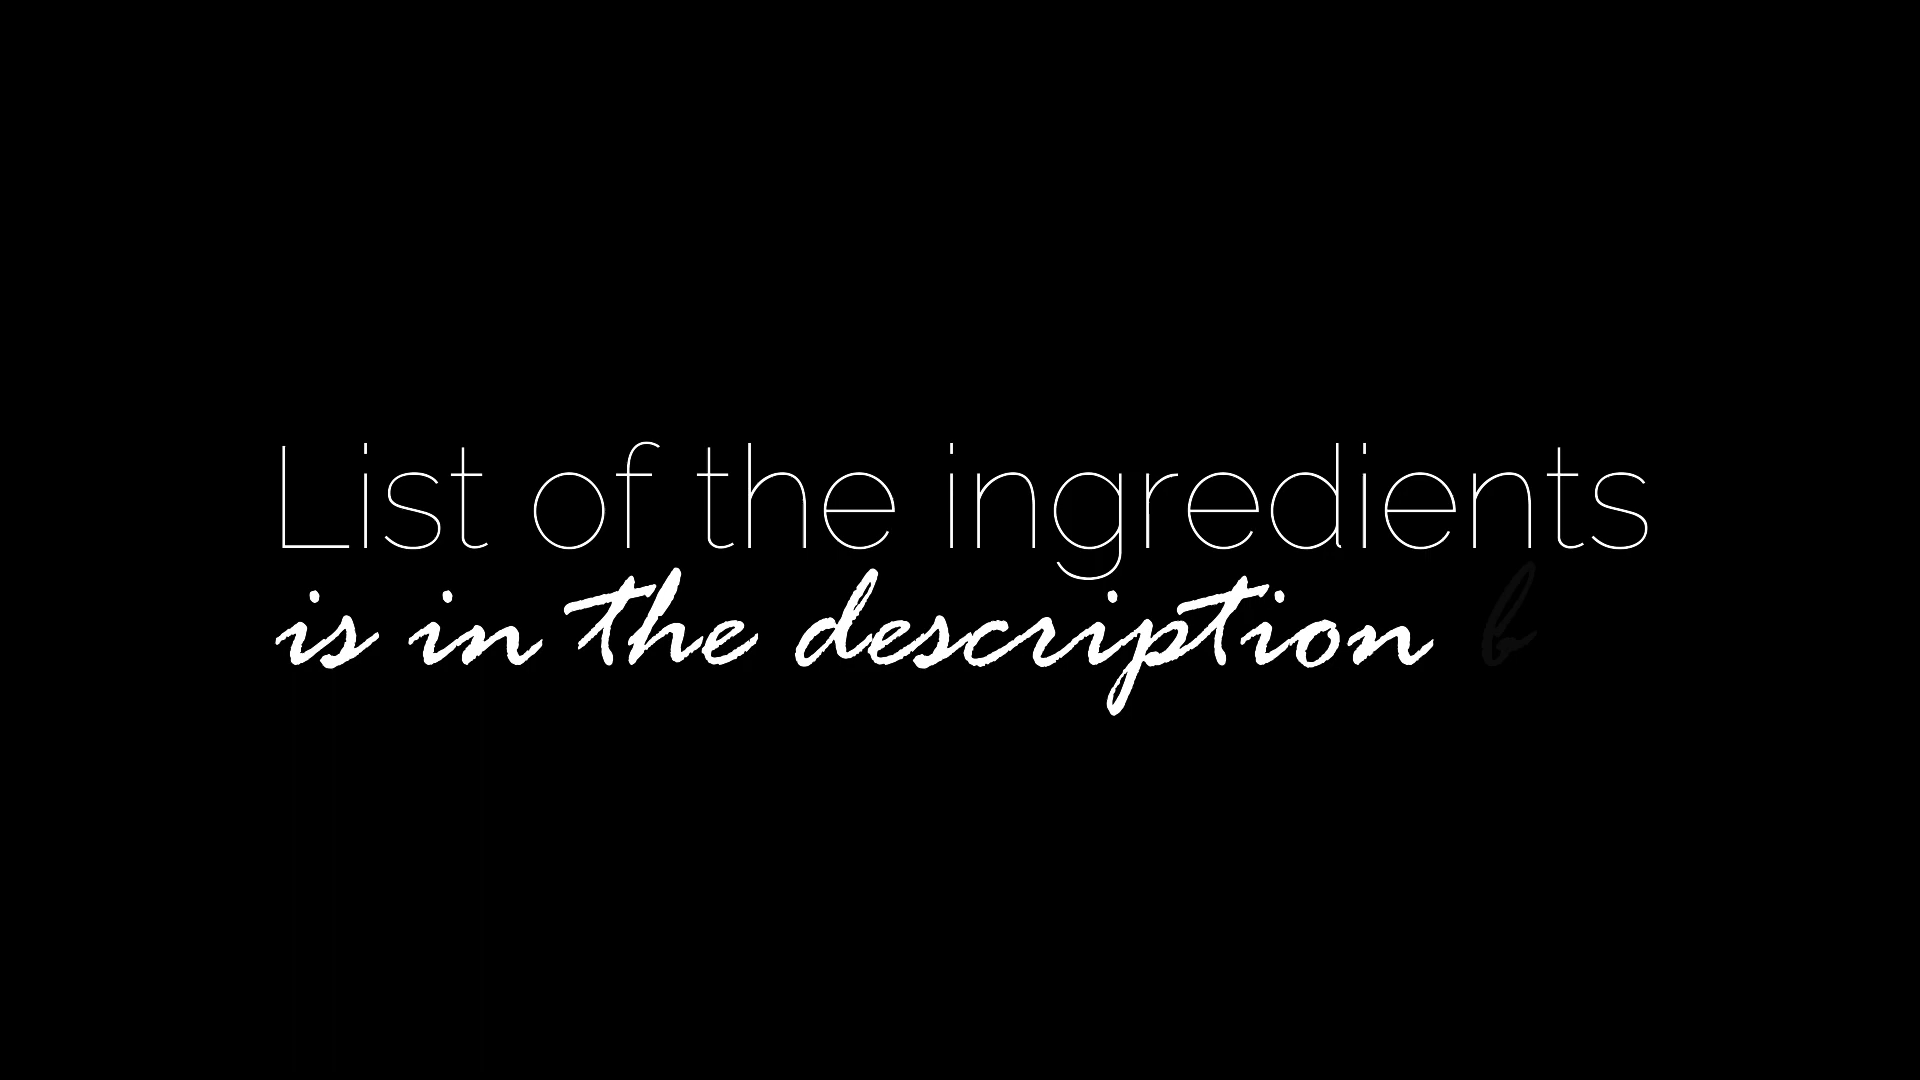 List of the ingredients
is in the description b